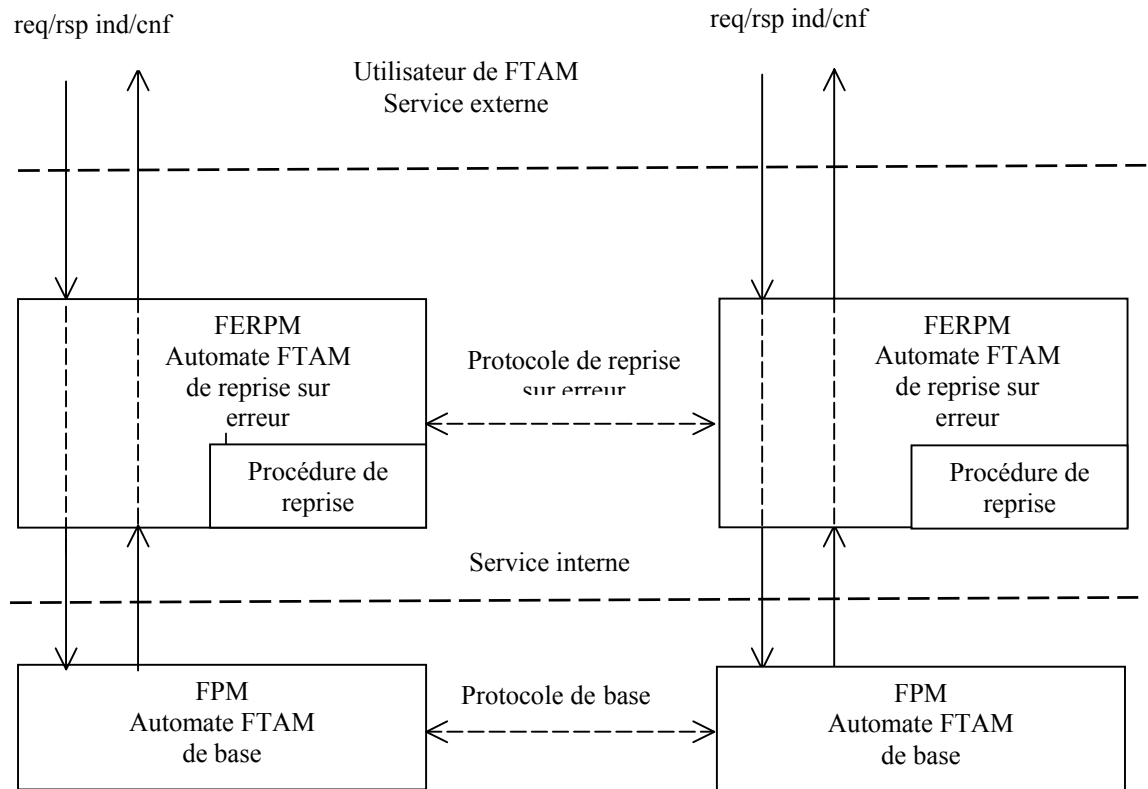 req/rsp ind/cnf
req/rsp ind/cnf
Utilisateur de FTAM
Service externe
FERPM
Automate FTAM
de reprise sur
erreur
Procédure de
reprise
Protocole de reprise
sur erreur
FERPM
Automate FTAM
de reprise sur
erreur
Procédure de
reprise
Service interne
FPM
Automate FTAM
de base
Protocole de base
FPM
Automate FTAM
de base